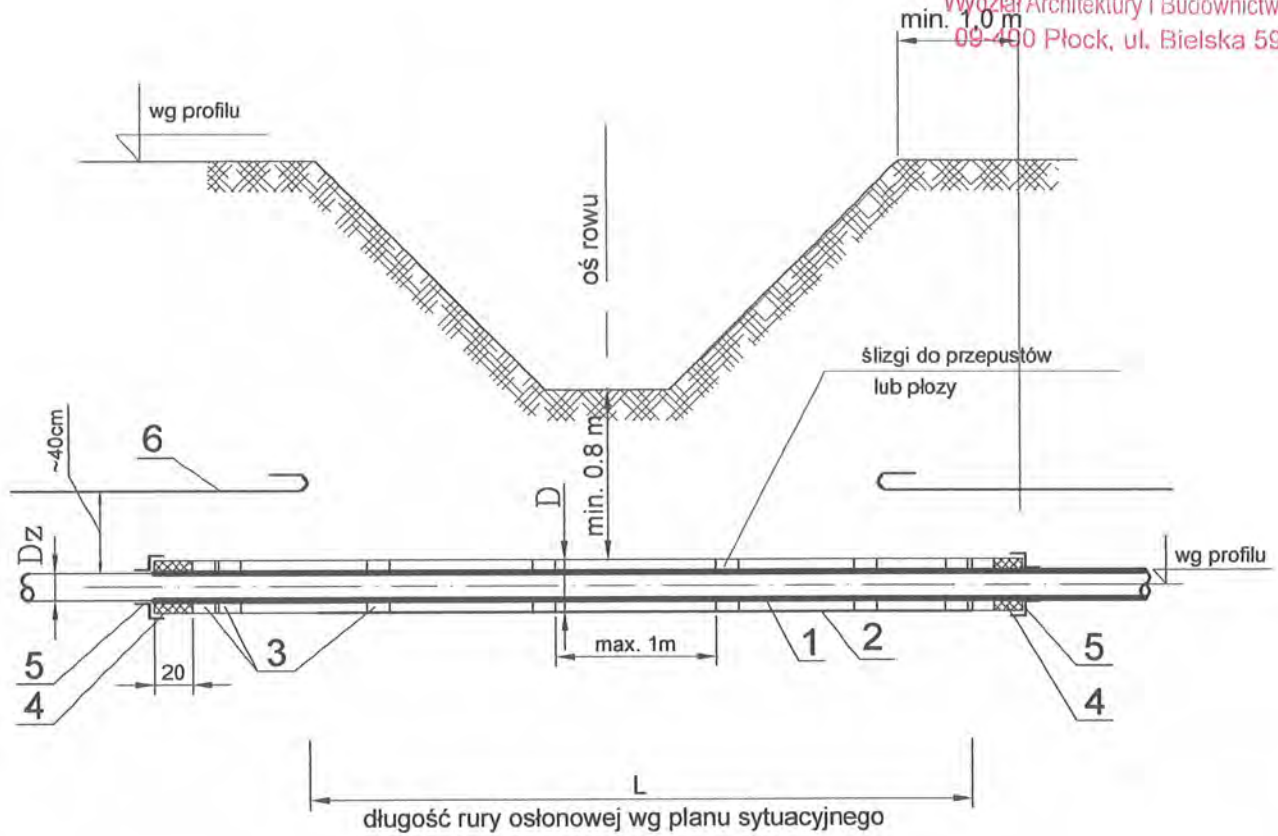 Wydział Architektury i Budownictw
min. 1,0 m
09-400 Płock, ul. Bielska 59
wg profilu
oś rowu
ślizgi do przepustów
lub płozy
~40cm
6
min. 0.8 m
D
Dz
wg profilu
5
3
max. 1m
1
2
5
20
4
4
L
długość rury osłonowej wg planu sytuacyjnego